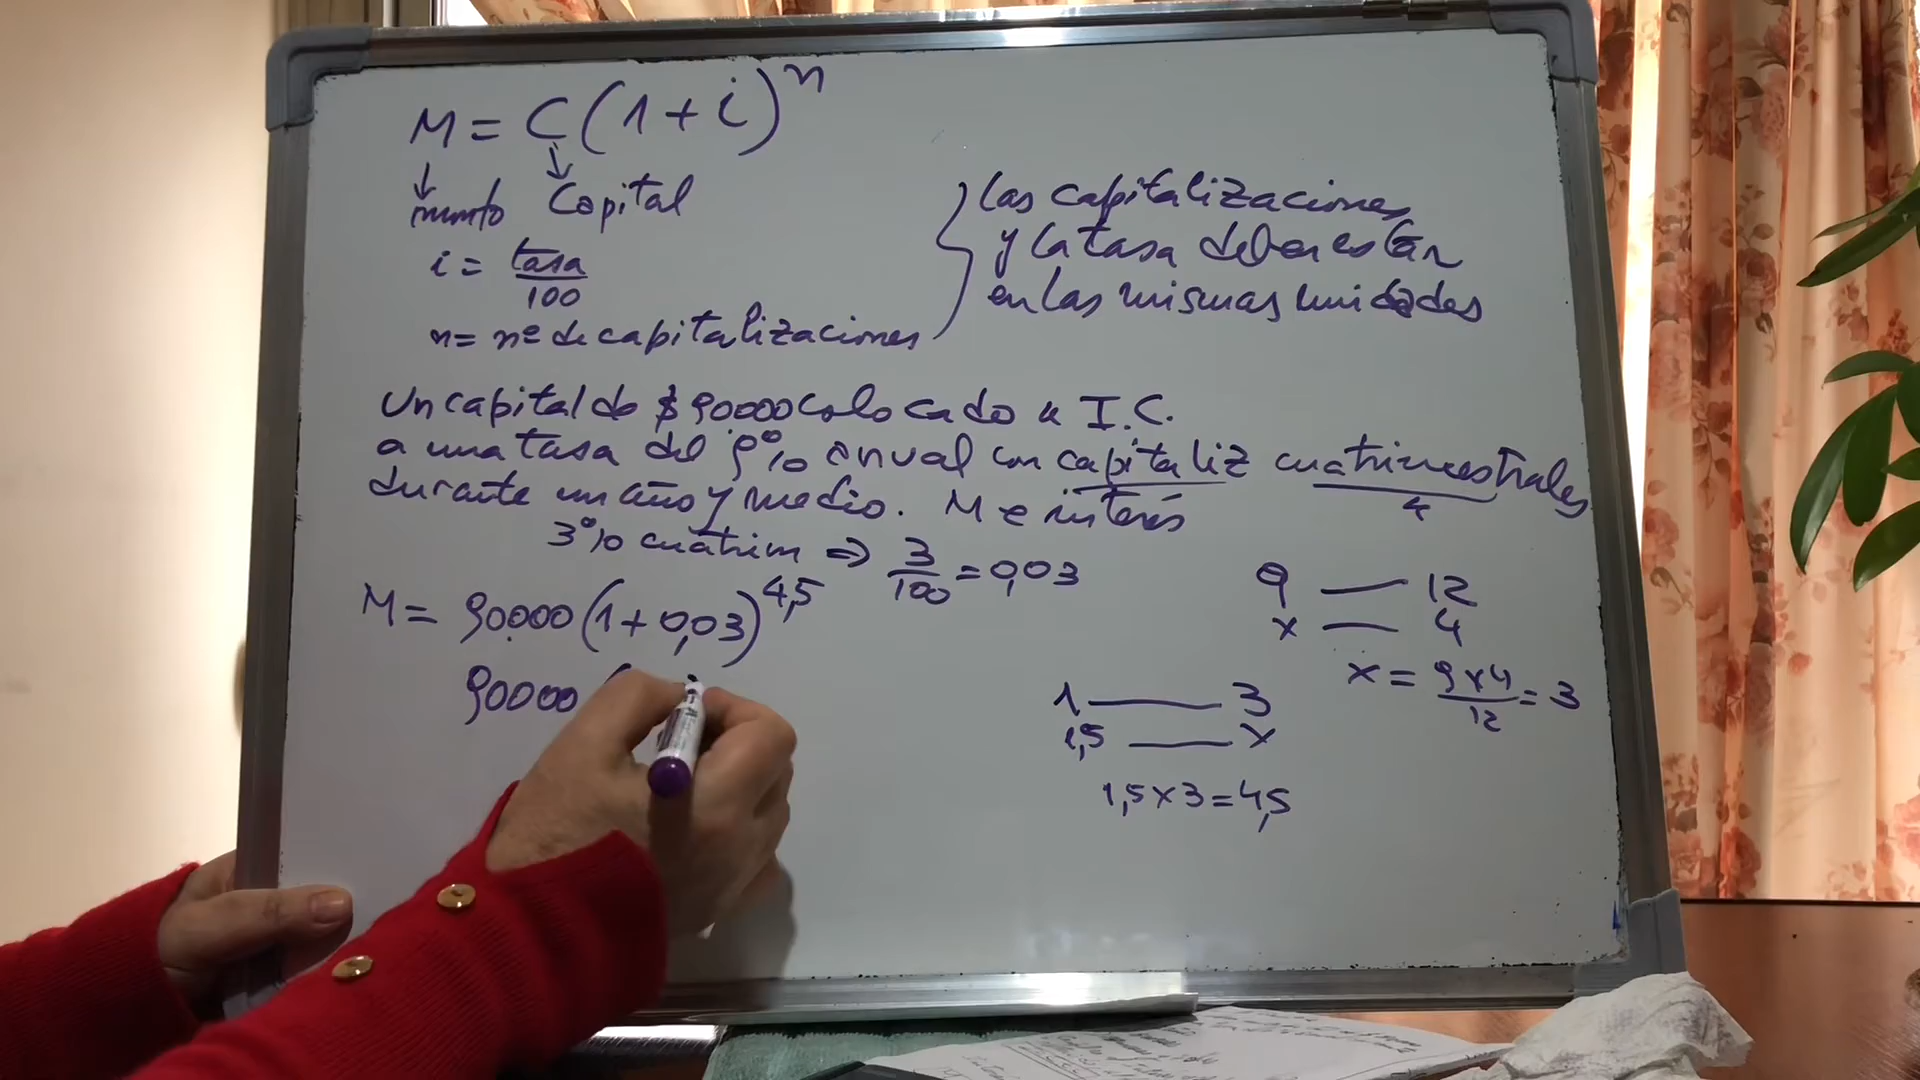 M = C(1+i)^n
monto Capital
i = tasa/100
n = nº de capitalizaciones
las capitalizaciones
y la tasa deben estar
en las mismas unidades
Un capital de $ 90000 colocado a I.C.
a una tasa del 9% anual con capitaliz cuatrimestrales
4
durante un año y medio. M e interés
3% cuatrim ⇒ 3/100 = 0,03
M = 90.000 (1 + 0,03)^4,5
90000 (
9 — 12
x — 4
x = 9x4/12 = 3
1 — 3
1,5 — x
1,5 x 3 = 4,5